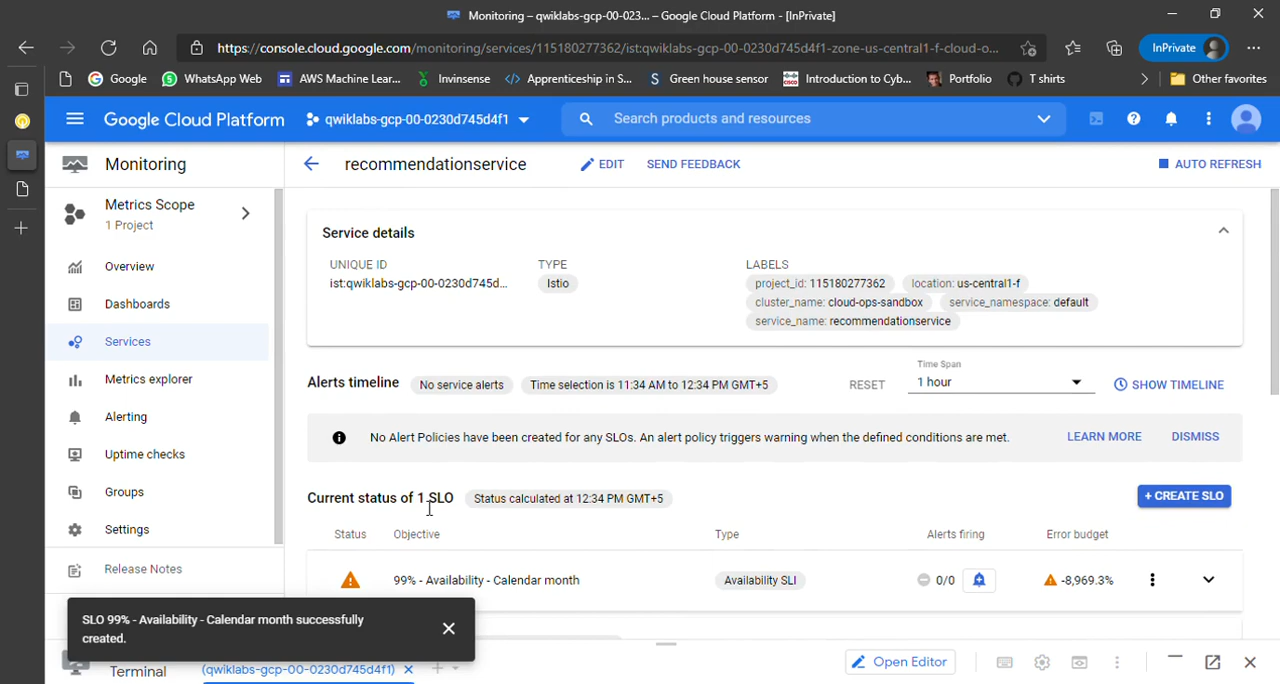 Monitoring – qwiklabs-gcp-00-023... – Google Cloud Platform - [InPrivate]
https://console.cloud.google.com/monitoring/services/115180277362/ist:qwiklabs-gcp-00-0230d745d4f1-zone-us-central1-f-cloud-o...
InPrivate
Google
WhatsApp Web
AWS Machine Lear...
Invinsense
Apprenticeship in S...
Green house sensor
Introduction to Cyb...
Portfolio
T shirts
Other favorites
Google Cloud Platform
qwiklabs-gcp-00-0230d745d4f1
Search products and resources
Monitoring
recommendationservice
EDIT
SEND FEEDBACK
AUTO REFRESH
Metrics Scope
1 Project
Overview
Dashboards
Services
Metrics explorer
Alerting
Uptime checks
Groups
Settings
Release Notes
Service details
UNIQUE ID
ist:qwiklabs-gcp-00-0230d745d...
TYPE
Istio
LABELS
project_id: 115180277362
location: us-central1-f
cluster_name: cloud-ops-sandbox
service_namespace: default
service_name: recommendationservice
Alerts timeline
No service alerts
Time selection is 11:34 AM to 12:34 PM GMT+5
RESET
Time Span
1 hour
SHOW TIMELINE
No Alert Policies have been created for any SLOs. An alert policy triggers warning when the defined conditions are met.
LEARN MORE
DISMISS
Current status of 1 SLO
Status calculated at 12:34 PM GMT+5
+ CREATE SLO
Status
Objective
Type
Alerts firing
Error budget
99% - Availability - Calendar month
Availability SLI
0/0
-8,969.3%
SLO 99% - Availability - Calendar month successfully
created.
Terminal
(qwiklabs-gcp-00-0230d745d4f1)
Open Editor